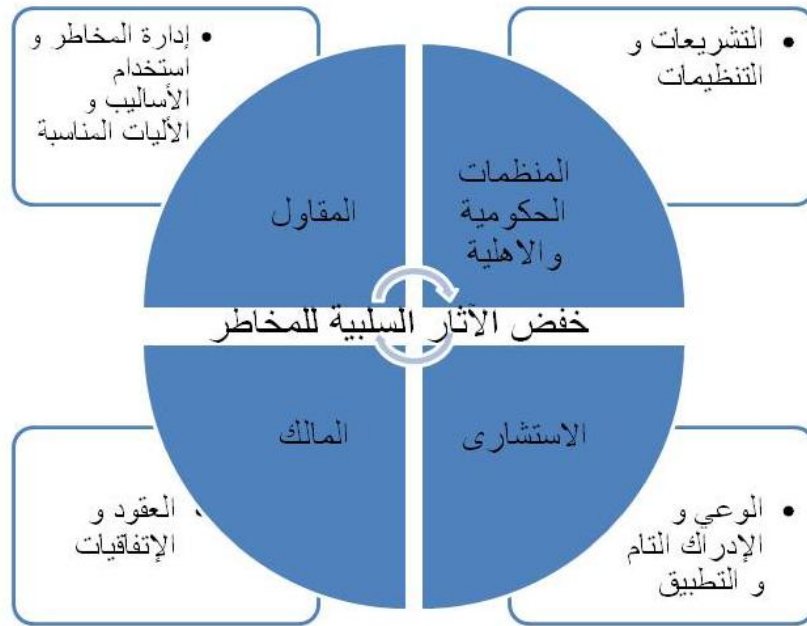 • التشريعات و
التنظيمات
• إدارة المخاطر و
استخدام
الأساليب و
الأليات المناسبة
المنظمات
الحكومية
والاهلية
المقاول
خفض الآثار السلبية للمخاطر
الاستشارى
المالك
• الوعي و
الإدراك التام
و التطبيق
• العقود و
الإتفاقيات